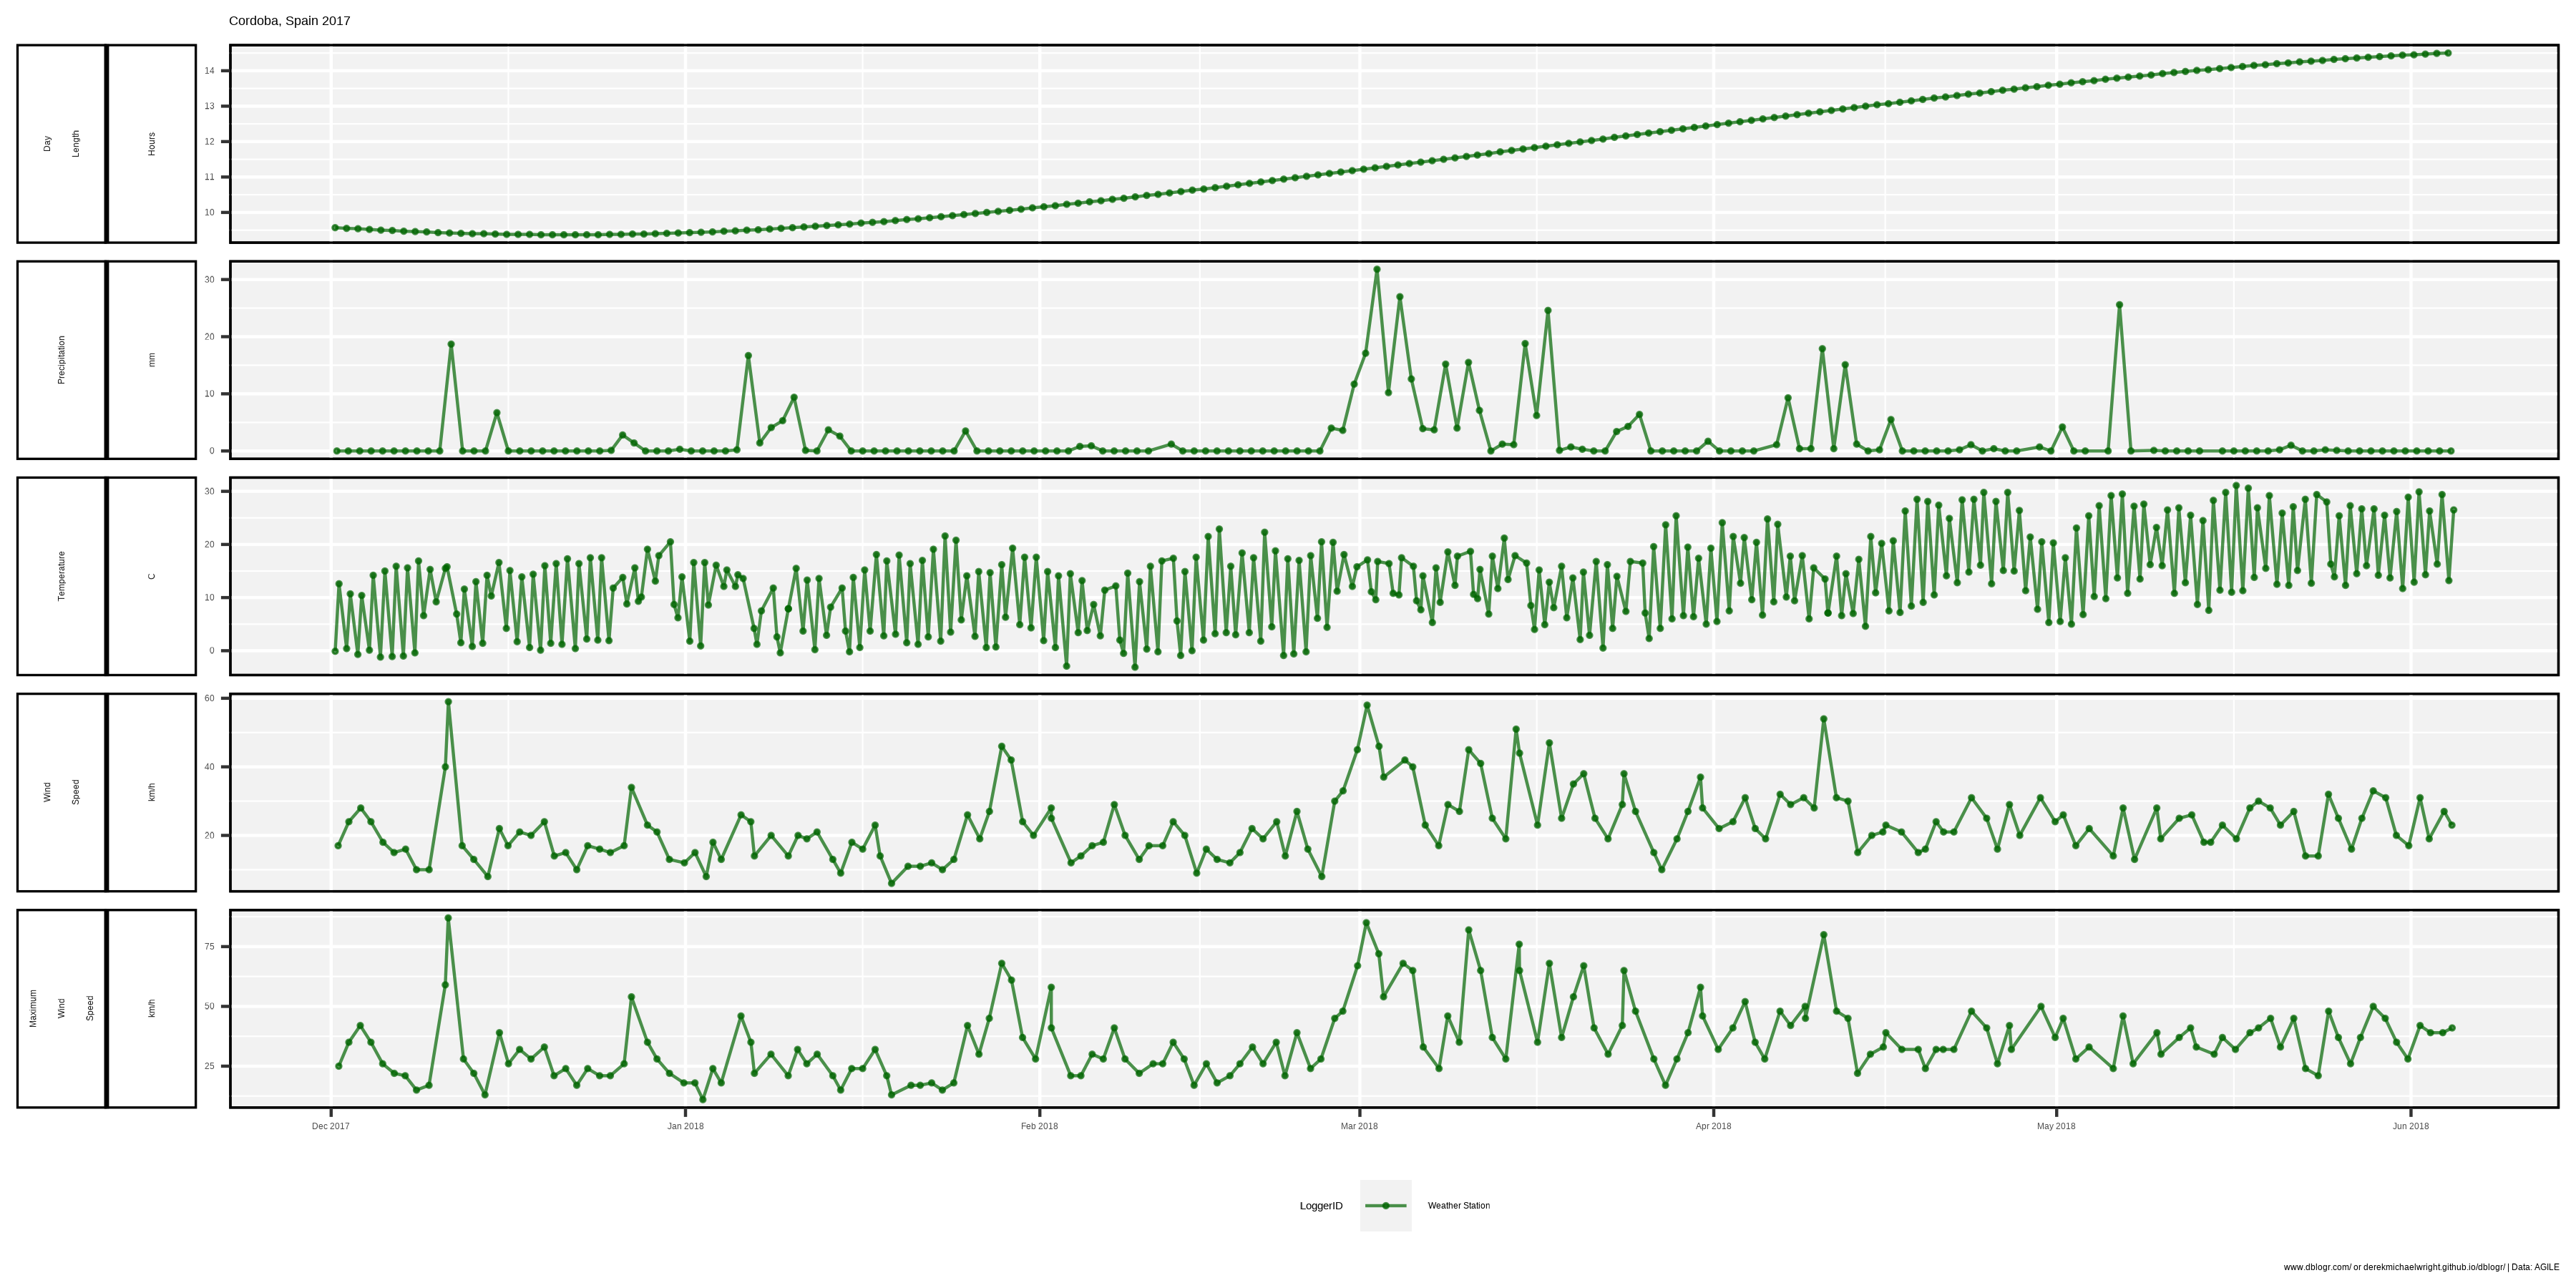 Cordoba, Spain 2017
Day
Length
Hours
14
13
12
11
10
Precipitation
mm
30
20
10
0
Temperature
C
30
20
10
0
Wind
Speed
km/h
60
40
20
Maximum
Wind
Speed
km/h
75
50
25
Dec 2017
Jan 2018
Feb 2018
Mar 2018
Apr 2018
May 2018
Jun 2018
LoggerID
Weather Station
www.dblogr.com/ or derekmichaelwright.github.io/dblogr/ | Data: AGILE